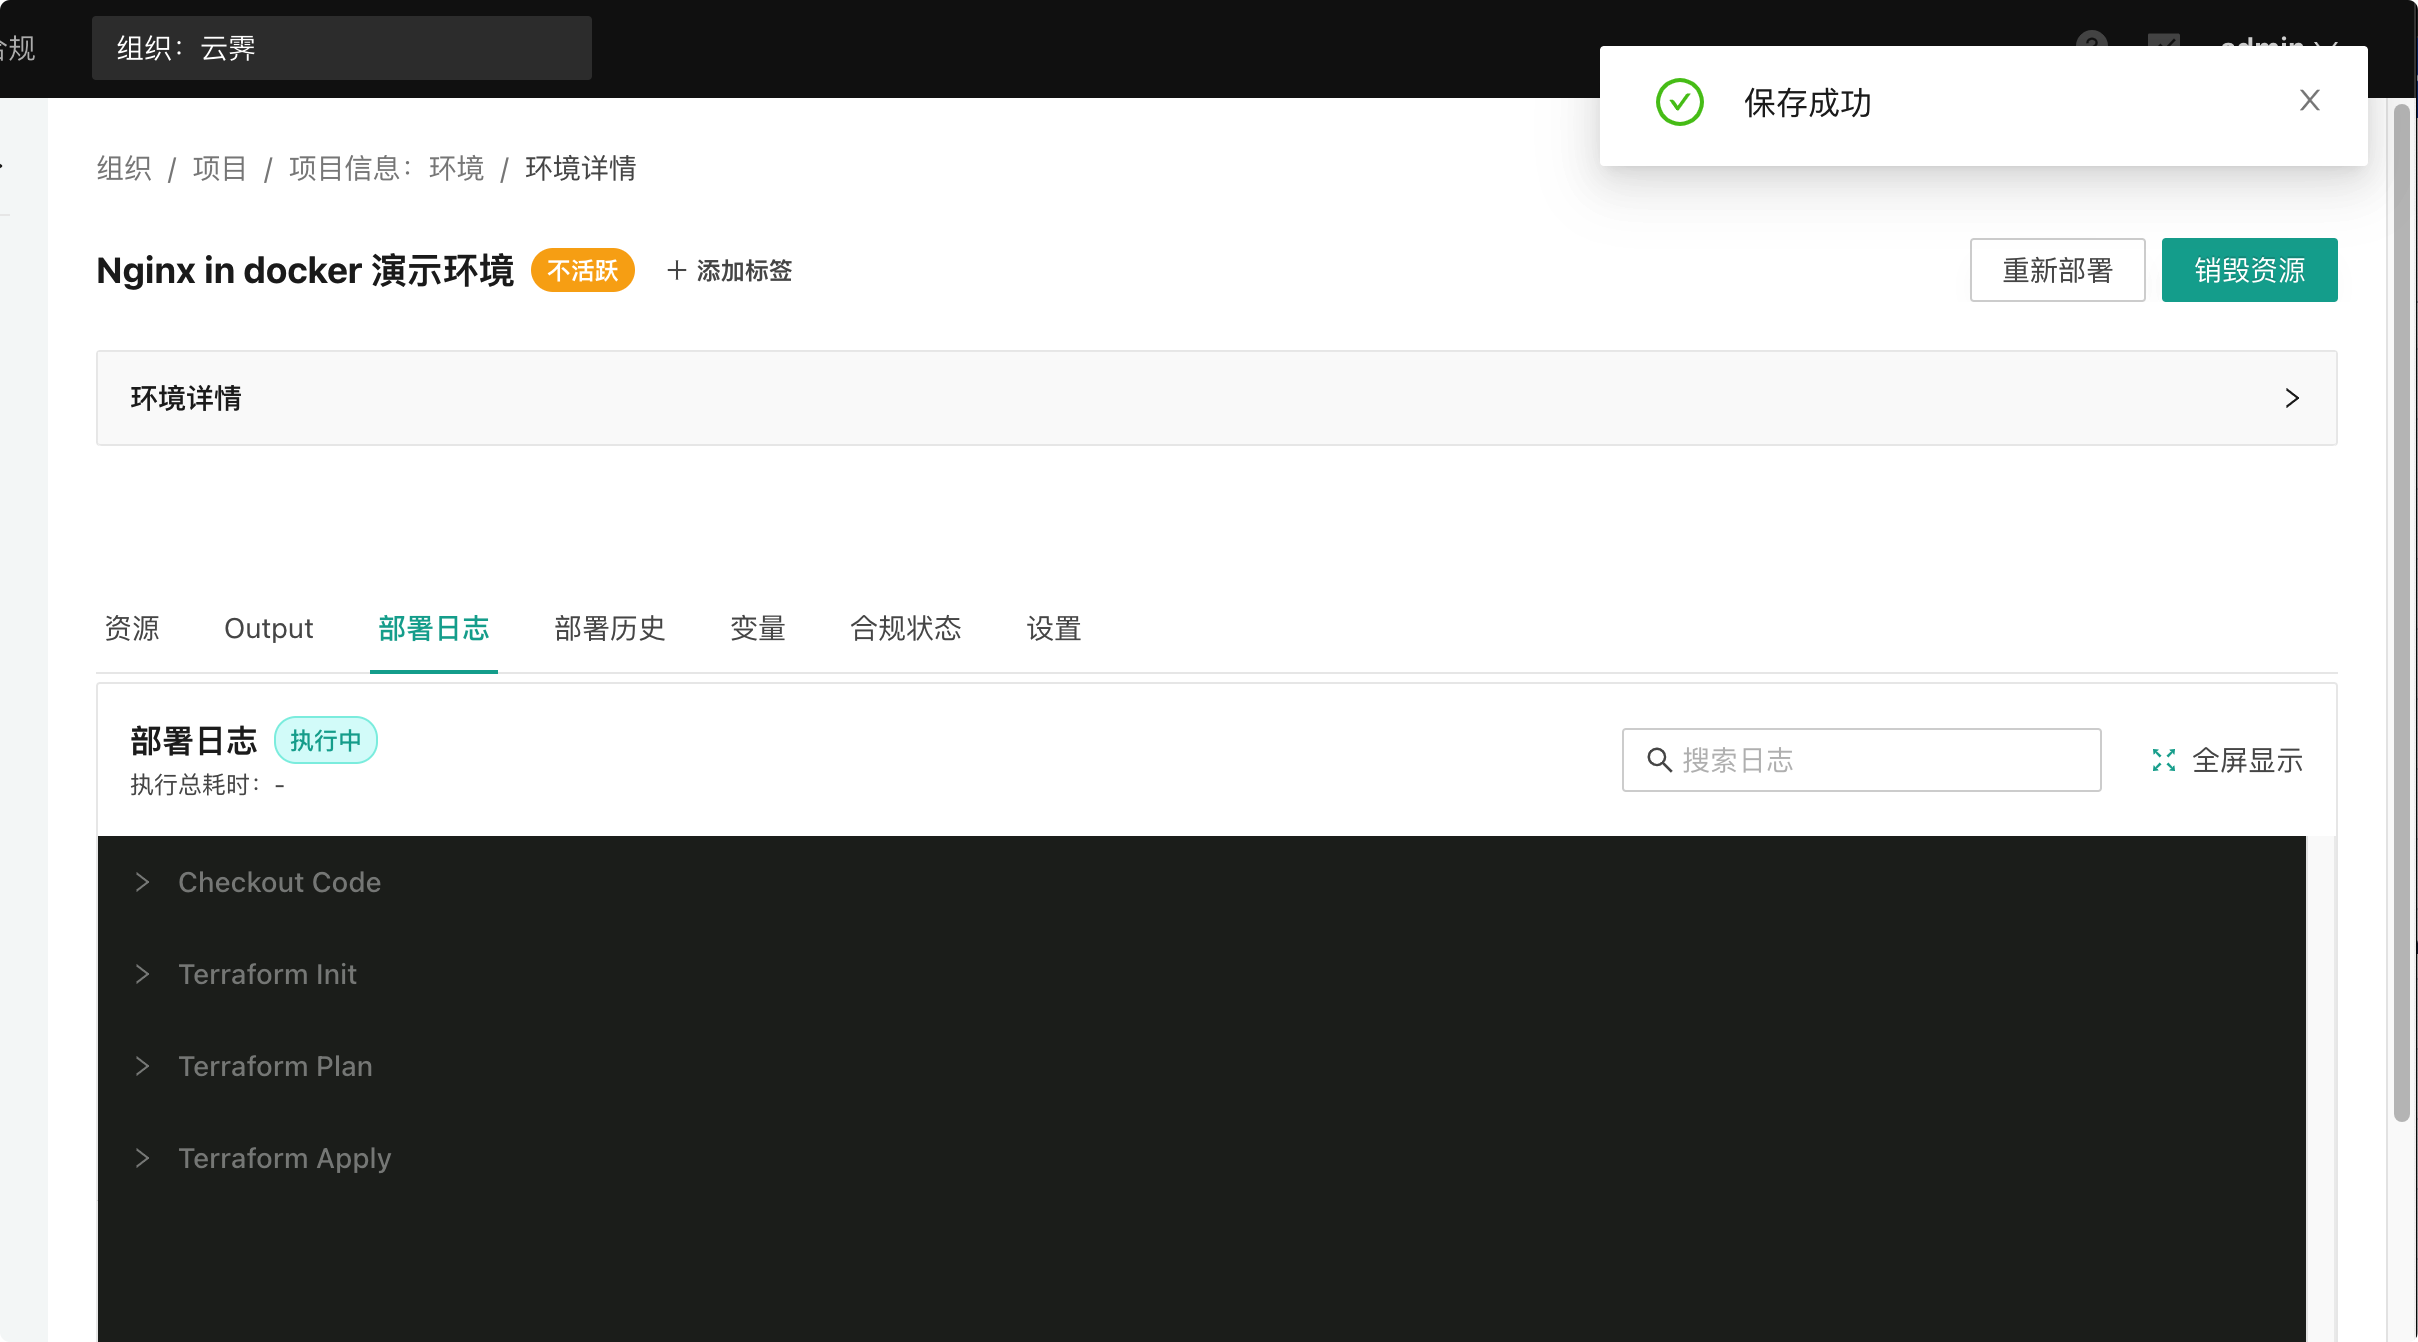 合规
组织：云霁
admin
保存成功
组织 / 项目 / 项目信息：环境 / 环境详情
Nginx in docker 演示环境 不活跃 + 添加标签
重新部署 销毁资源
环境详情
资源 Output 部署日志 部署历史 变量 合规状态 设置
部署日志 执行中
执行总耗时：-
搜索日志 全屏显示
Checkout Code
Terraform Init
Terraform Plan
Terraform Apply